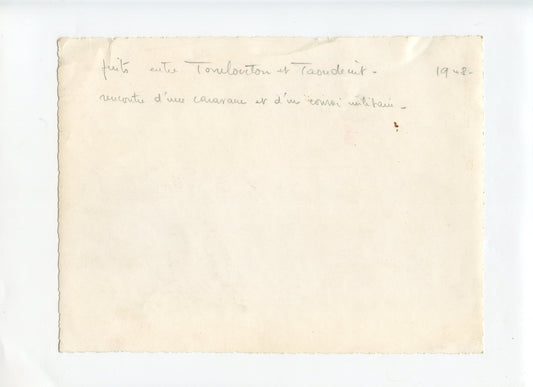 puits entre Tombouctou et Taoudenit - 1948-
rencontre d'une caravane et d'un convoi militaire -